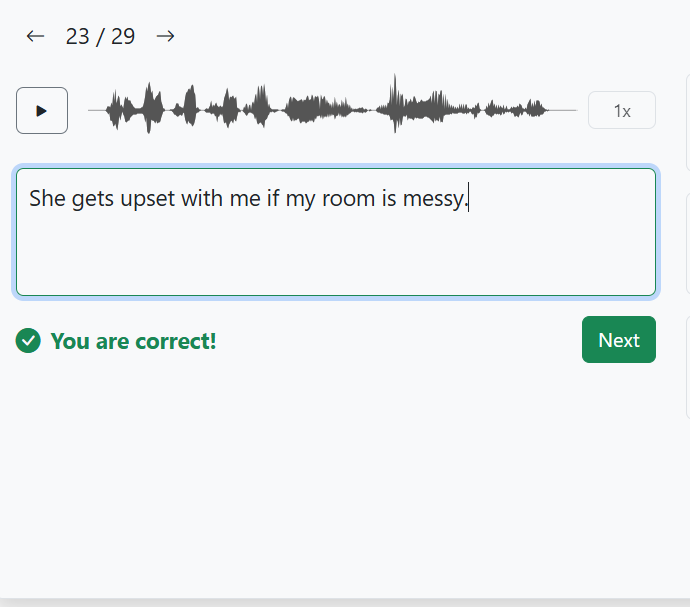 ← 23 / 29 →
1x
She gets upset with me if my room is messy.
You are correct!
Next